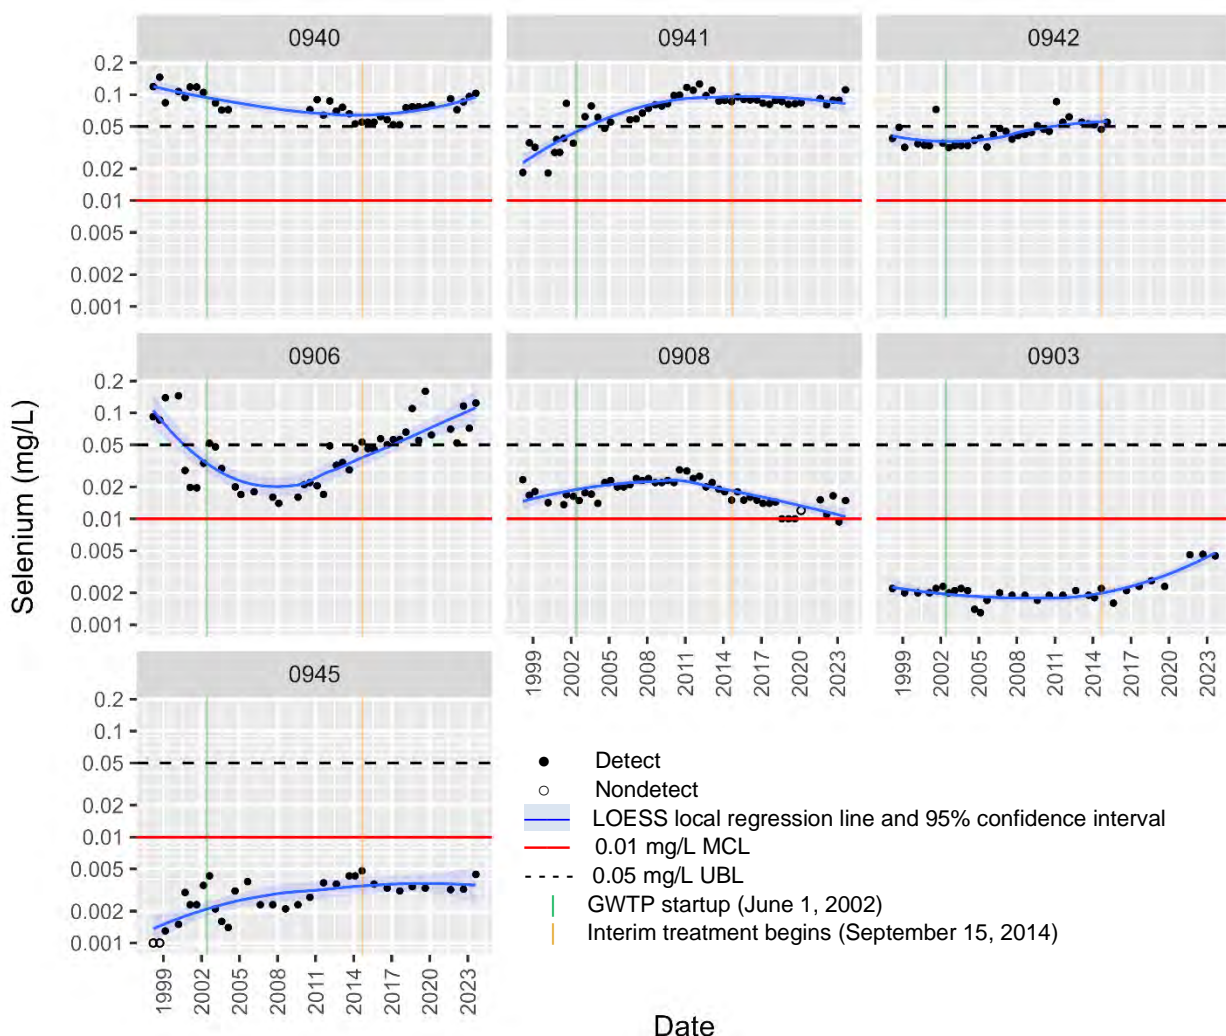 0940 0941 0942
0.2
0.1
0.05
0.02
0.01
0.005
0.002
0.001
0906 0908 0903
0.2
0.1
0.05
0.02
0.01
0.005
0.002
0.001
1999 2002 2005 2008 2011 2014 2017 2020 2023
1999 2002 2005 2008 2011 2014 2017 2020 2023
Selenium (mg/L)
0945
0.2
0.1
0.05
0.02
0.01
0.005
0.002
0.001
1999 2002 2005 2008 2011 2014 2017 2020 2023
Detect
Nondetect
LOESS local regression line and 95% confidence interval
0.01 mg/L MCL
0.05 mg/L UBL
GWTP startup (June 1, 2002)
Interim treatment begins (September 15, 2014)
Date